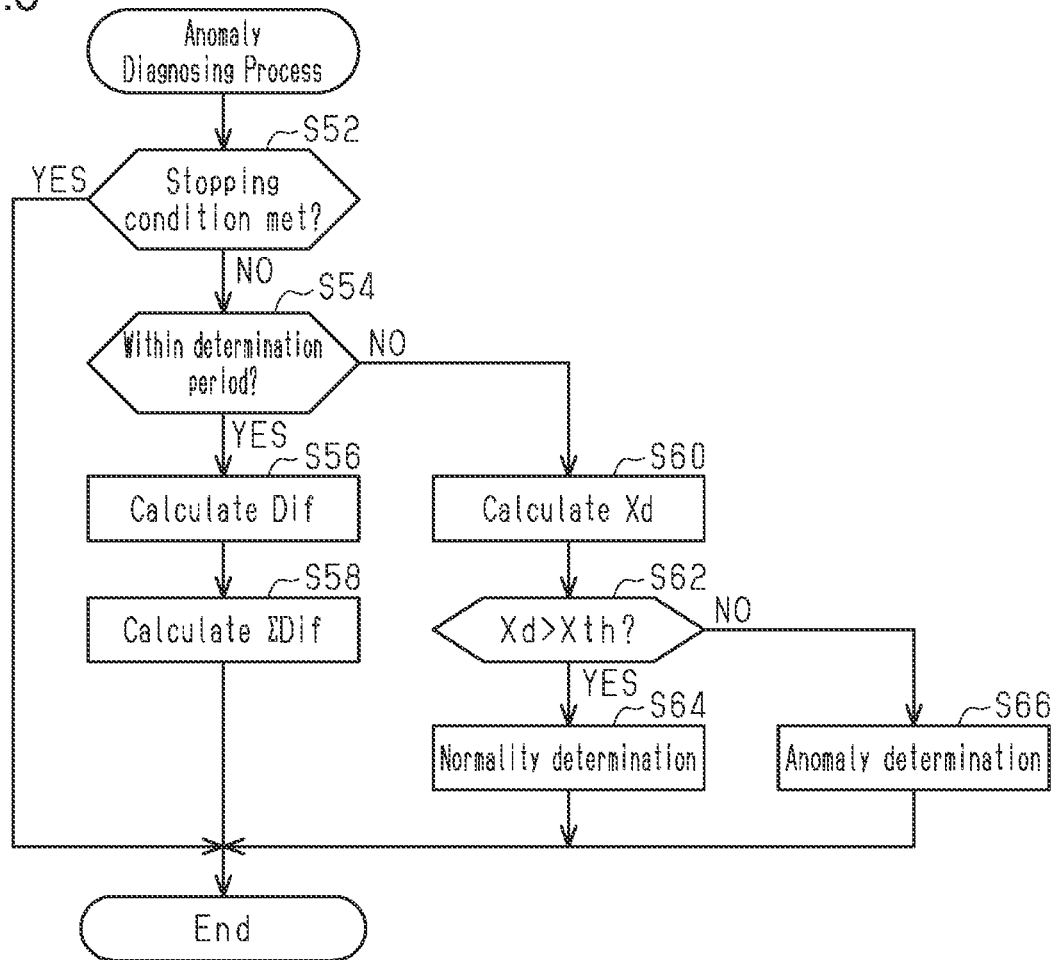 Anomaly
Diagnosing Process
S52
YES
Stopping
condition met?
NO
S54
Within determination
period?
NO
YES
S56
S60
Calculate Dif
Calculate Xd
S58
S62
Calculate ΣDif
Xd>Xth?
NO
YES
S64
S66
Normality determination
Anomaly determination
End